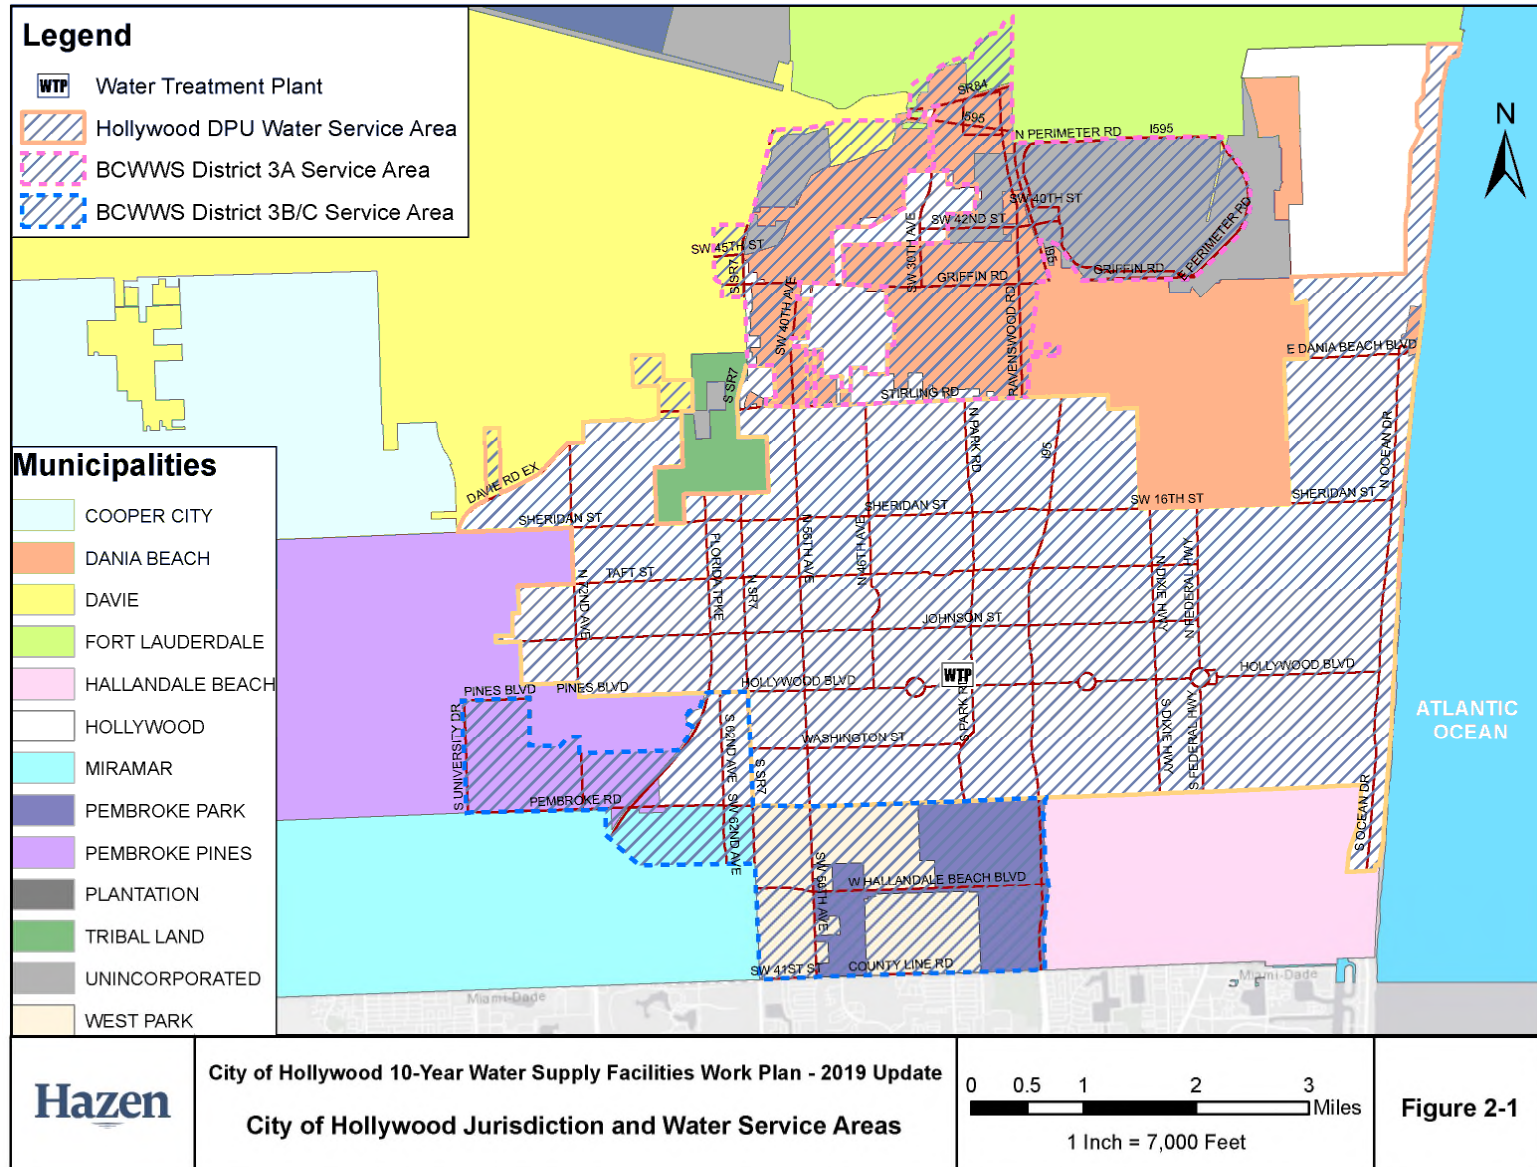 Legend
WTP Water Treatment Plant
Hollywood DPU Water Service Area
BCWWS District 3A Service Area
BCWWS District 3B/C Service Area
Municipalities
COOPER CITY
DANIA BEACH
DAVIE
FORT LAUDERDALE
HALLANDALE BEACH
HOLLYWOOD
MIRAMAR
PEMBROKE PARK
PEMBROKE PINES
PLANTATION
TRIBAL LAND
UNINCORPORATED
WEST PARK
N
SR84
I595
N PERIMETER RD
I595
SW 40TH ST
SW 42ND ST
SW 30TH AVE
SW 45TH ST
S SR7
I95
GRIFFIN RD
GRIFFIN RD
E PERIMETER RD
SW 40TH AVE
RAVENSWOOD RD
E DANIA BEACH BLVD
S SR7
STIRLING RD
N PARK RD
I95
N OCEAN DR
DAVIE RD EX
SHERIDAN ST
SHERIDAN ST
SW 16TH ST
SHERIDAN ST
N 72ND AVE
TAFT ST
FLORIDA TPKE
N SR7
N 56TH AVE
N 46TH AVE
N DIXIE HWY
N FEDERAL HWY
JOHNSON ST
WTP
HOLLYWOOD BLVD
HOLLYWOOD BLVD
PINES BLVD
PINES BLVD
S UNIVERSITY DR
S 62ND AVE
S PARK RD
WASHINGTON ST
S DIXIE HWY
S FEDERAL HWY
ATLANTIC
OCEAN
S SR7
PEMBROKE RD
SW 62ND AVE
S OCEAN DR
SW 56TH AVE
W HALLANDALE BEACH BLVD
SW 41ST ST
COUNTY LINE RD
Miami-Dade
Miami-Dade
Hazen
City of Hollywood 10-Year Water Supply Facilities Work Plan - 2019 Update
City of Hollywood Jurisdiction and Water Service Areas
0 0.5 1 2 3
Miles
1 Inch = 7,000 Feet
Figure 2-1